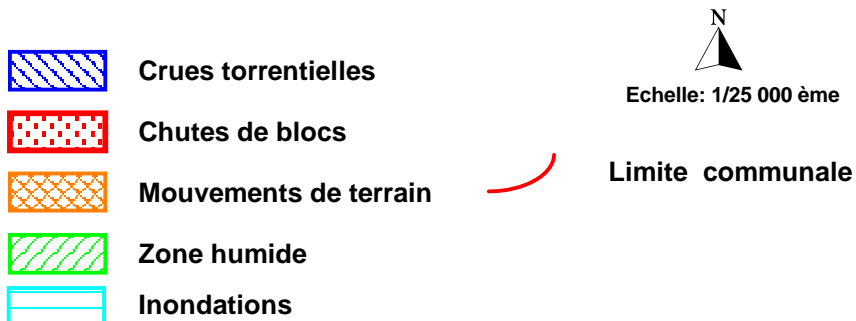 N
Echelle: 1/25 000 ème
Crues torrentielles
Chutes de blocs
Limite communale
Mouvements de terrain
Zone humide
Inondations